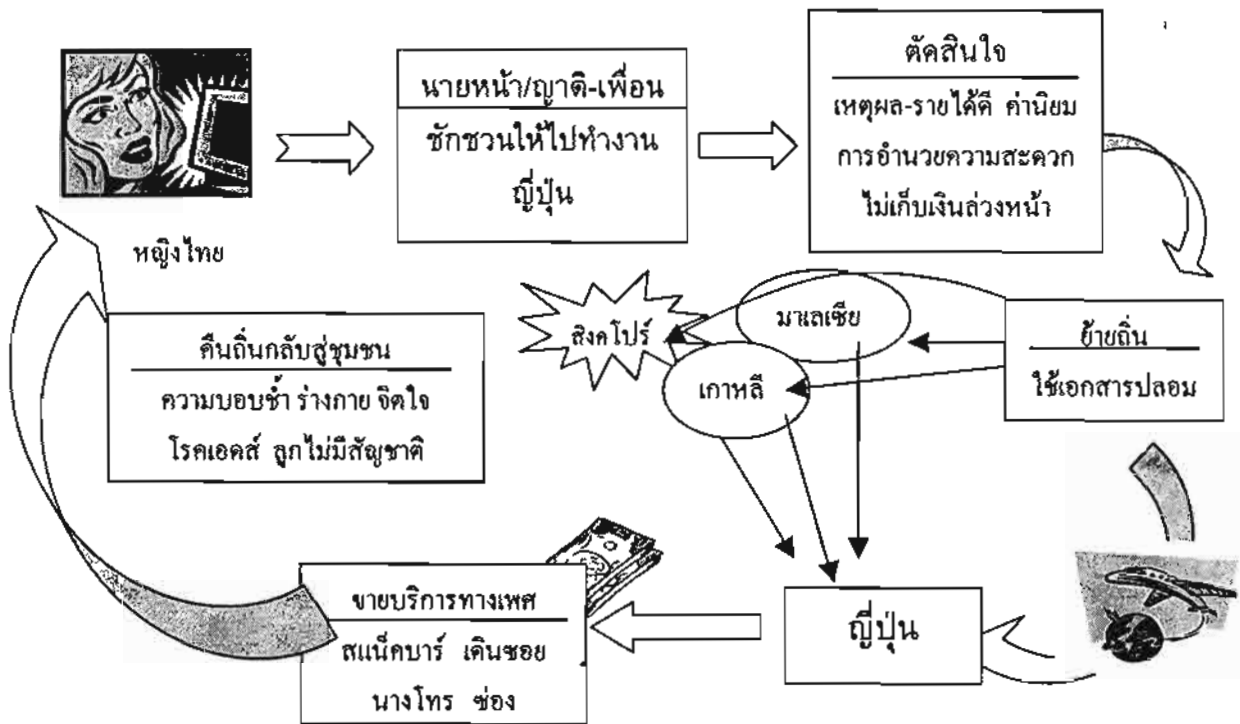 หญิงไทย
นายหน้า/ญาติ-เพื่อน
ชักชวนให้ไปทำงาน
ญี่ปุ่น
ตัดสินใจ
เหตุผล-รายได้ดี ค่านิยม
การอำนวยความสะดวก
ไม่เก็บเงินล่วงหน้า
ย้ายถิ่น
ใช้เอกสารปลอม
มาเลเซีย
สิงคโปร์
เกาหลี
ญี่ปุ่น
ขายบริการทางเพศ
สแน็คบาร์ เดินซอย
นางโทร ซ่อง
คืนถิ่นกลับสู่ชุมชน
ความบอบช้ำ ร่างกาย จิตใจ
โรคเอดส์ ลูกไม่มีสัญชาติ